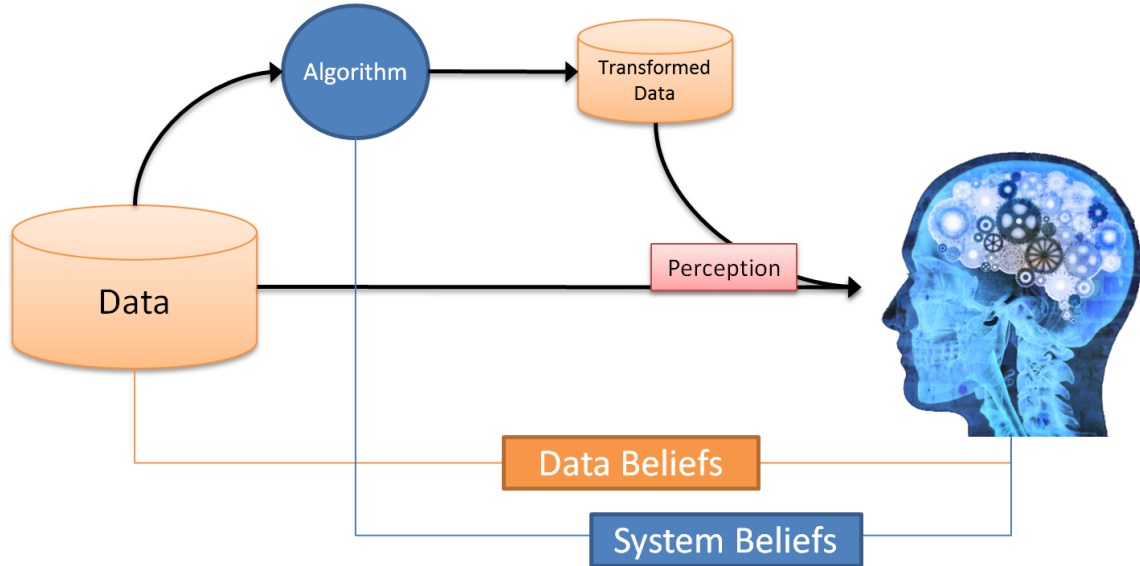 Algorithm
Transformed
Data
Perception
Data
Data Beliefs
System Beliefs